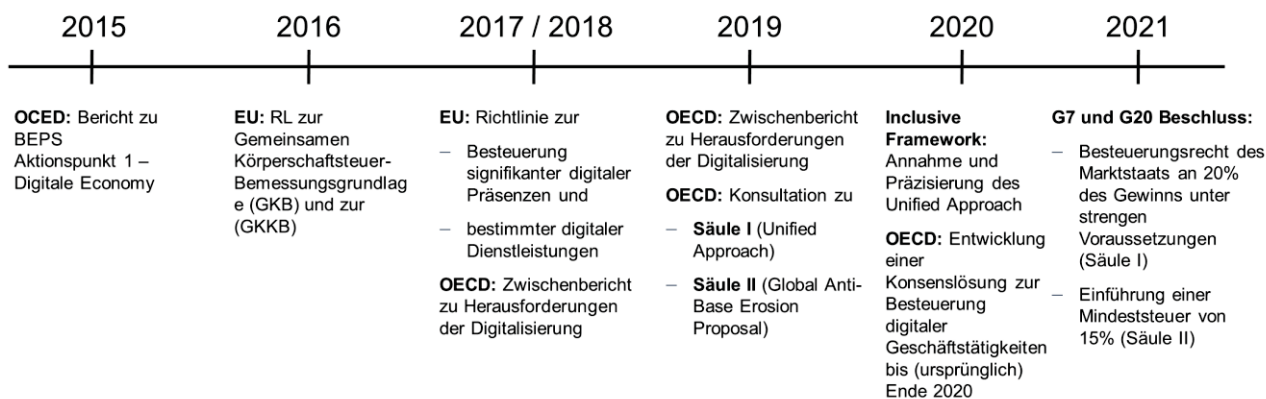 2015
2016
2017 / 2018
2019
2020
2021
OCED: Bericht zu
BEPS
Aktionspunkt 1 –
Digitale Economy
EU: RL zur
Gemeinsamen
Körperschaftsteuer-
Bemessungsgrundlag
e (GKB) und zur
(GKKB)
EU: Richtlinie zur
– Besteuerung
signifikanter digitaler
Präsenzen und
– bestimmter digitaler
Dienstleistungen
OECD: Zwischenbericht
zu Herausforderungen
der Digitalisierung
OECD: Zwischenbericht
zu Herausforderungen
der Digitalisierung
OECD: Konsultation zu
– Säule I (Unified
Approach)
– Säule II (Global Anti-
Base Erosion
Proposal)
Inclusive
Framework:
Annahme und
Präzisierung des
Unified Approach
OECD: Entwicklung
einer
Konsenslösung zur
Besteuerung
digitaler
Geschäftstätigkeiten
bis (ursprünglich)
Ende 2020
G7 und G20 Beschluss:
– Besteuerungsrecht des
Marktstaats an 20%
des Gewinns unter
strengen
Voraussetzungen
(Säule I)
– Einführung einer
Mindeststeuer von
15% (Säule II)